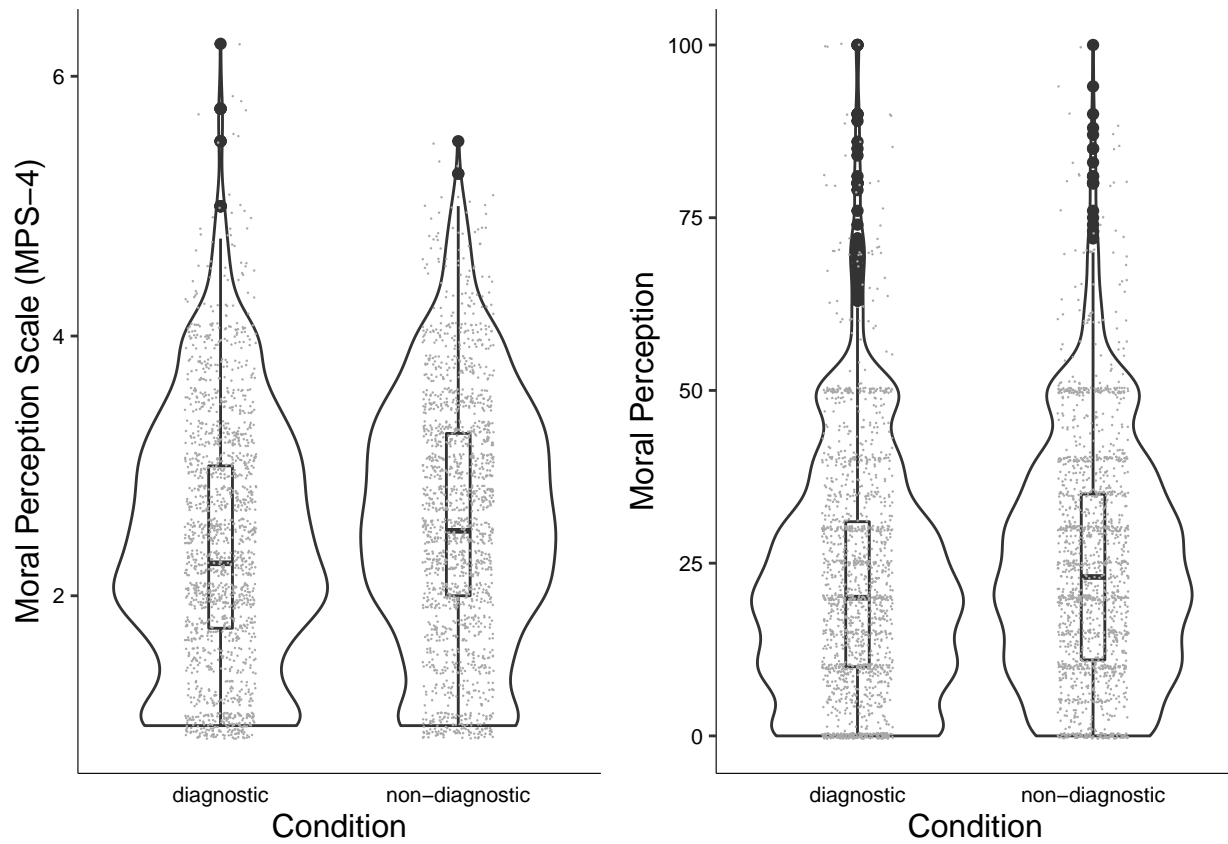 Moral Perception Scale (MPS−4)
6
4
2
diagnostic non−diagnostic
Condition
Moral Perception
100
75
50
25
0
diagnostic non−diagnostic
Condition